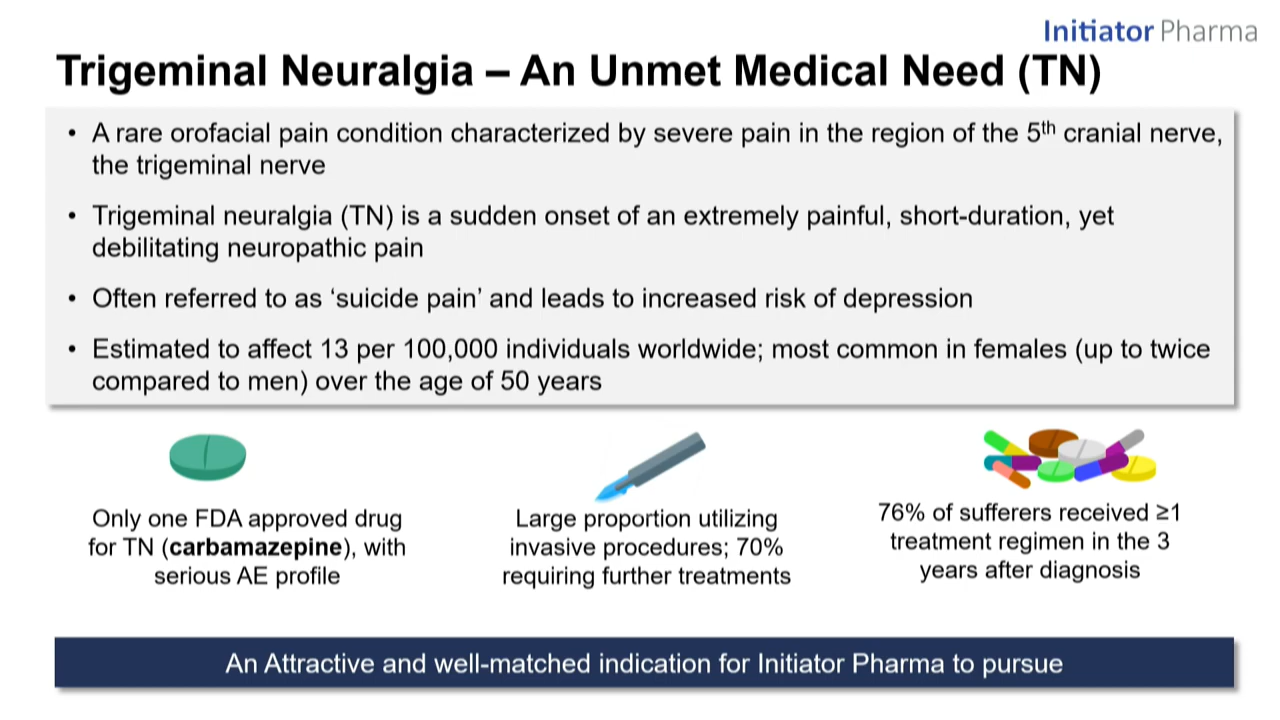 Initiator Pharma
Trigeminal Neuralgia – An Unmet Medical Need (TN)
• A rare orofacial pain condition characterized by severe pain in the region of the 5th cranial nerve,
the trigeminal nerve
• Trigeminal neuralgia (TN) is a sudden onset of an extremely painful, short-duration, yet
debilitating neuropathic pain
• Often referred to as ‘suicide pain’ and leads to increased risk of depression
• Estimated to affect 13 per 100,000 individuals worldwide; most common in females (up to twice
compared to men) over the age of 50 years
Only one FDA approved drug
for TN (carbamazepine), with
serious AE profile
Large proportion utilizing
invasive procedures; 70%
requiring further treatments
76% of sufferers received ≥1
treatment regimen in the 3
years after diagnosis
An Attractive and well-matched indication for Initiator Pharma to pursue